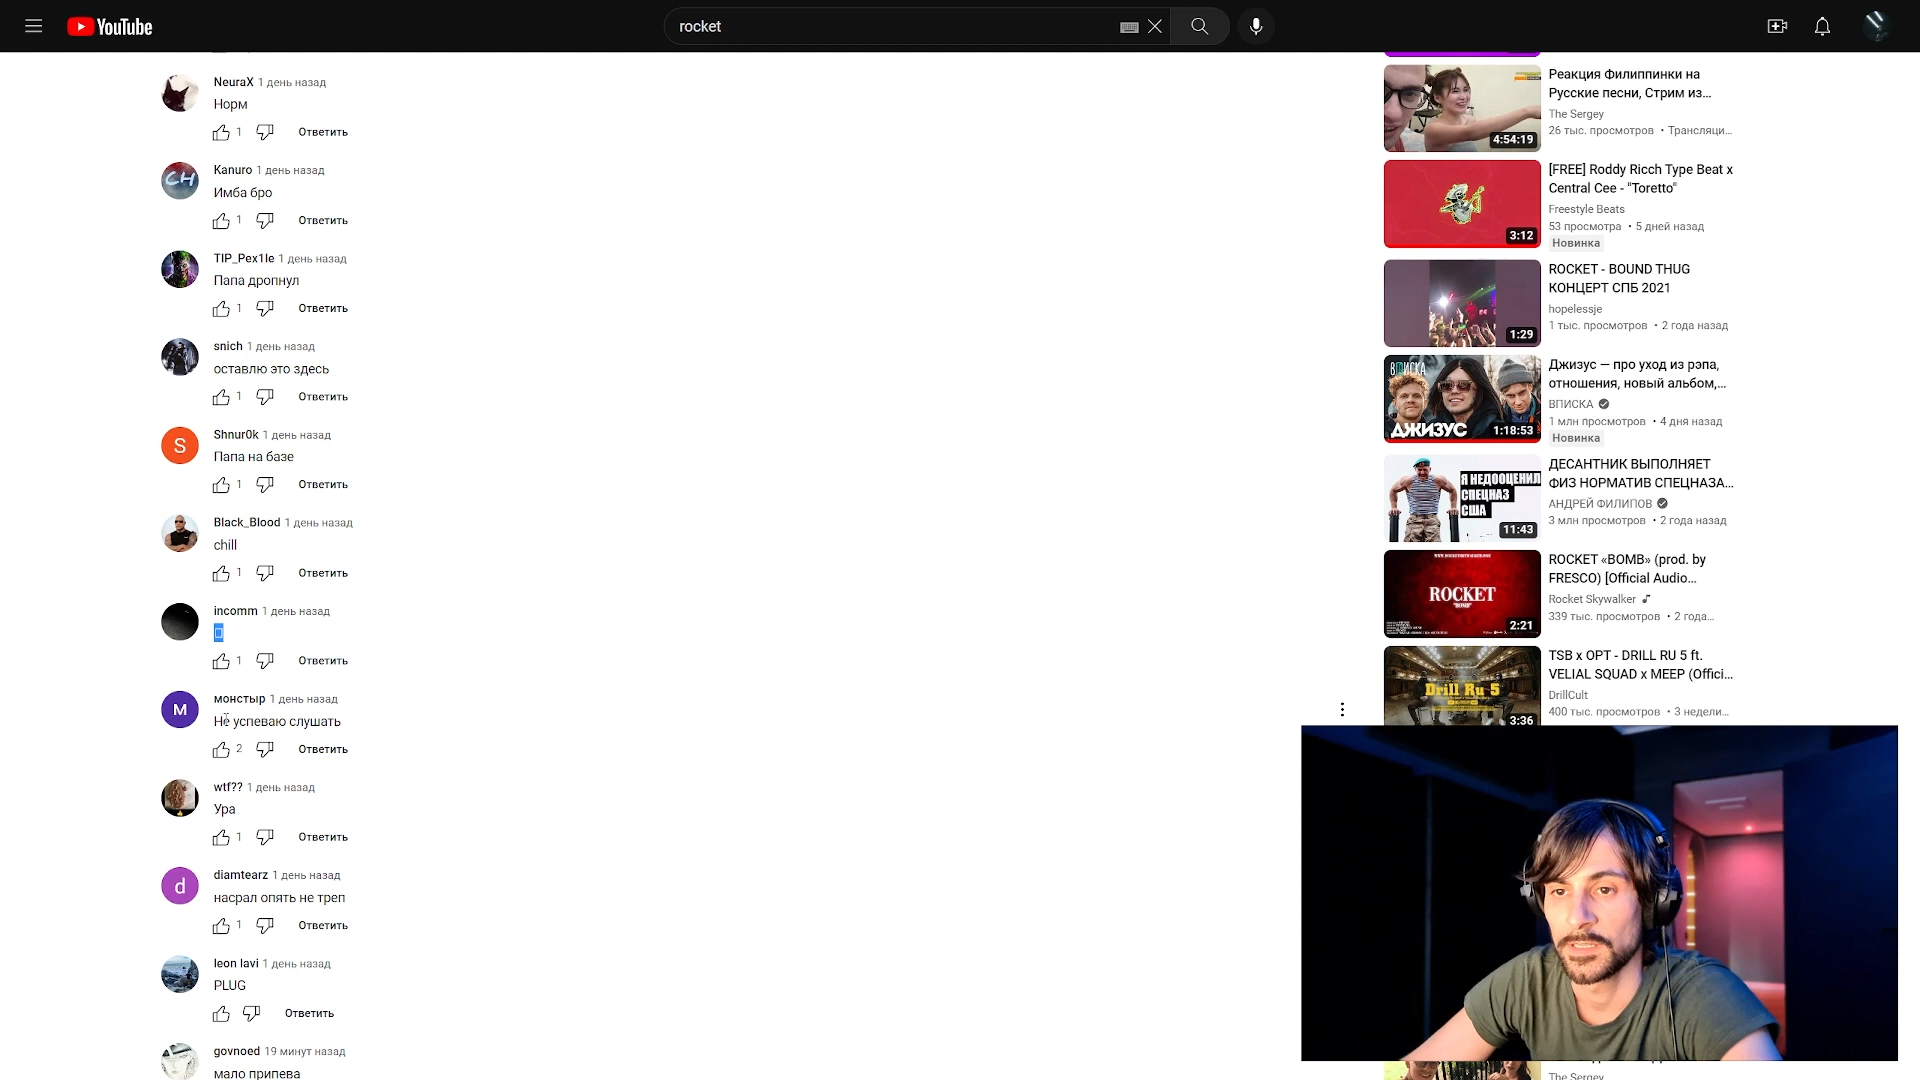 YouTube
rocket
NeuraX 1 день назад
Норм
1 Ответить
Kanuro 1 день назад
Имба бро
1 Ответить
TIP_Pex1le 1 день назад
Папа дропнул
1 Ответить
snich 1 день назад
оставлю это здесь
1 Ответить
Shnur0k 1 день назад
Папа на базе
1 Ответить
Black_Blood 1 день назад
chill
1 Ответить
incomm 1 день назад
1 Ответить
монстыр 1 день назад
Не успеваю слушать
2 Ответить
wtf?? 1 день назад
Ура
1 Ответить
diamtearz 1 день назад
насрал опять не треп
1 Ответить
leon lavi 1 день назад
PLUG
Ответить
govnoed 19 минут назад
мало припева
CH
S
М
d
Реакция Филиппинки на
Русские песни, Стрим из...
The Sergey
26 тыс. просмотров • Трансляци...
4:54:19
[FREE] Roddy Ricch Type Beat x
Central Cee - "Toretto"
Freestyle Beats
53 просмотра • 5 дней назад
Новинка
3:12
ROCKET - BOUND THUG
КОНЦЕРТ СПБ 2021
hopelessje
1 тыс. просмотров • 2 года назад
1:29
Джизус — про уход из рэпа,
отношения, новый альбом,...
ВПИСКА
1 млн просмотров • 4 дня назад
Новинка
ВПИСКА
ДЖИЗУС
1:18:53
ДЕСАНТНИК ВЫПОЛНЯЕТ
ФИЗ НОРМАТИВ СПЕЦНАЗА...
АНДРЕЙ ФИЛИПОВ
3 млн просмотров • 2 года назад
Я НЕДООЦЕНИЛ
СПЕЦНАЗ
США
11:43
ROCKET «BOMB» (prod. by
FRESCO) [Official Audio...
Rocket Skywalker
339 тыс. просмотров • 2 года...
ROCKET
"BOMB"
2:21
TSB x OPT - DRILL RU 5 ft.
VELIAL SQUAD x MEEP (Offici...
DrillCult
400 тыс. просмотров • 3 недели...
Drill Ru 5
3:36
The Sergey